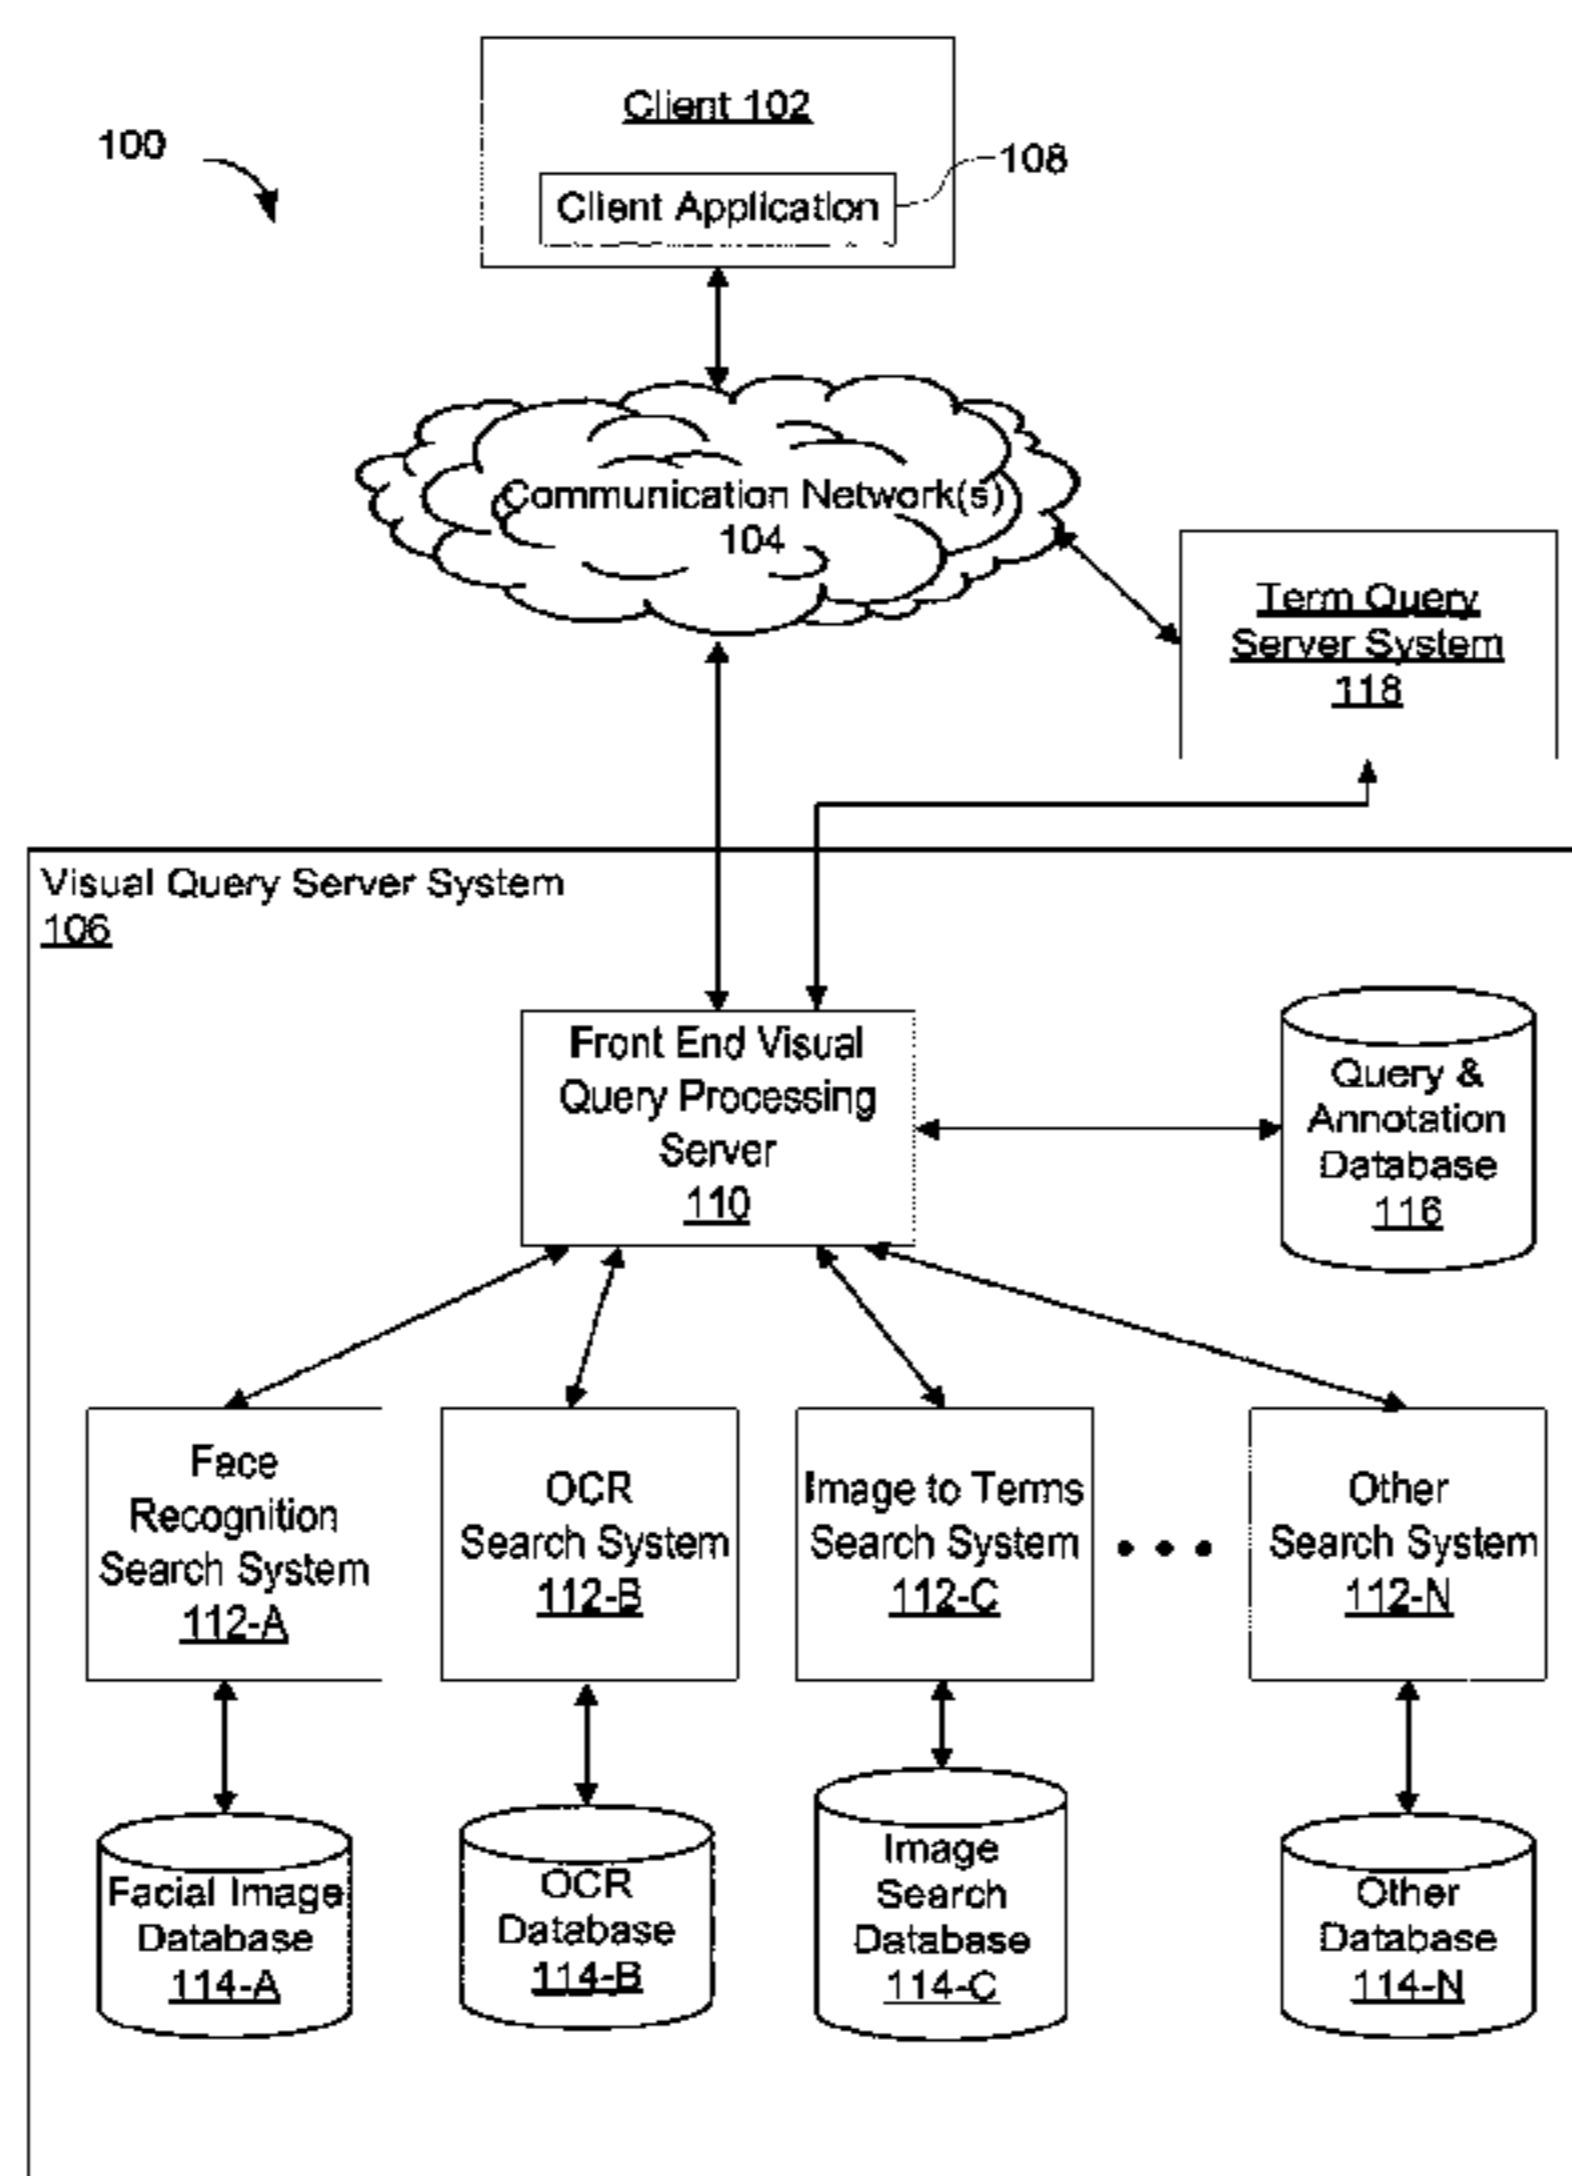 Client 102
100
108
Client Application
Communication Network(s)
104
Term Query
Server System
118
Visual Query Server System
106
Front End Visual
Query Processing
Server
110
Query &
Annotation
Database
116
Face
Recognition
Search System
112-A
OCR
Search System
112-B
Image to Terms
Search System
112-C
Other
Search System
112-N
Facial Image
Database
114-A
OCR
Database
114-B
Image
Search
Database
114-C
Other
Database
114-N